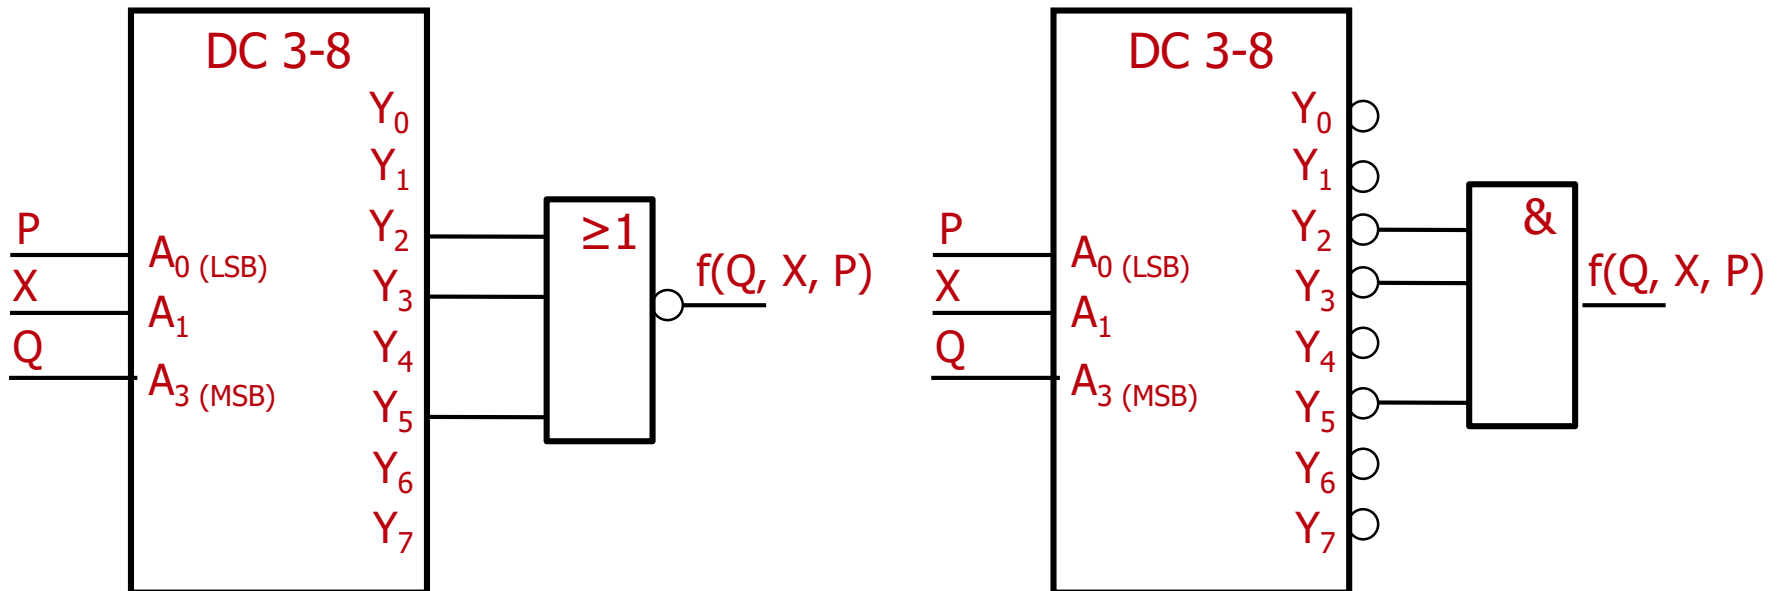 DC 3-8
Y0
Y1
Y2
Y3
Y4
Y5
Y6
Y7
P
X
Q
A0 (LSB)
A1
A3 (MSB)
≥1
f(Q, X, P)
DC 3-8
Y0
Y1
Y2
Y3
Y4
Y5
Y6
Y7
P
X
Q
A0 (LSB)
A1
A3 (MSB)
&
f(Q, X, P)